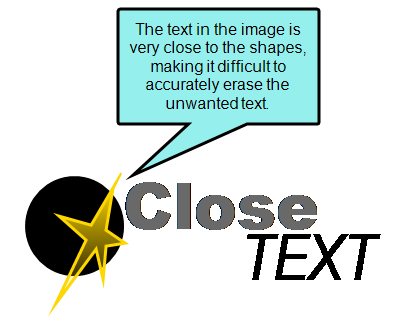 The text in the image is
very close to the shapes,
making it difficult to
accurately erase the
unwanted text.
Close
TEXT